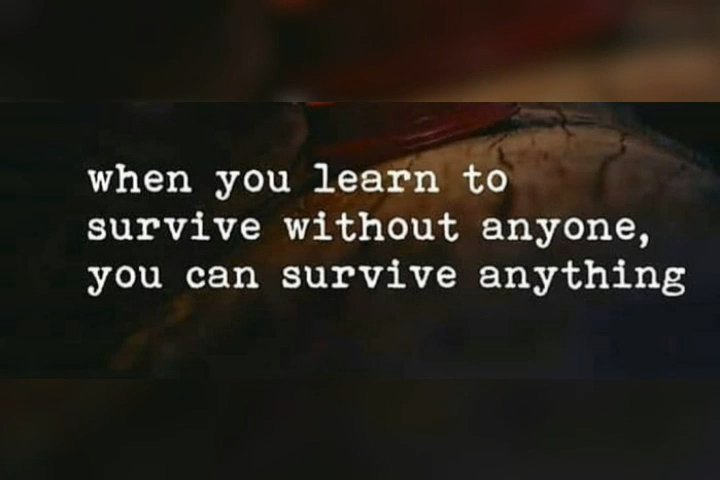 when you learn to
survive without anyone,
you can survive anything